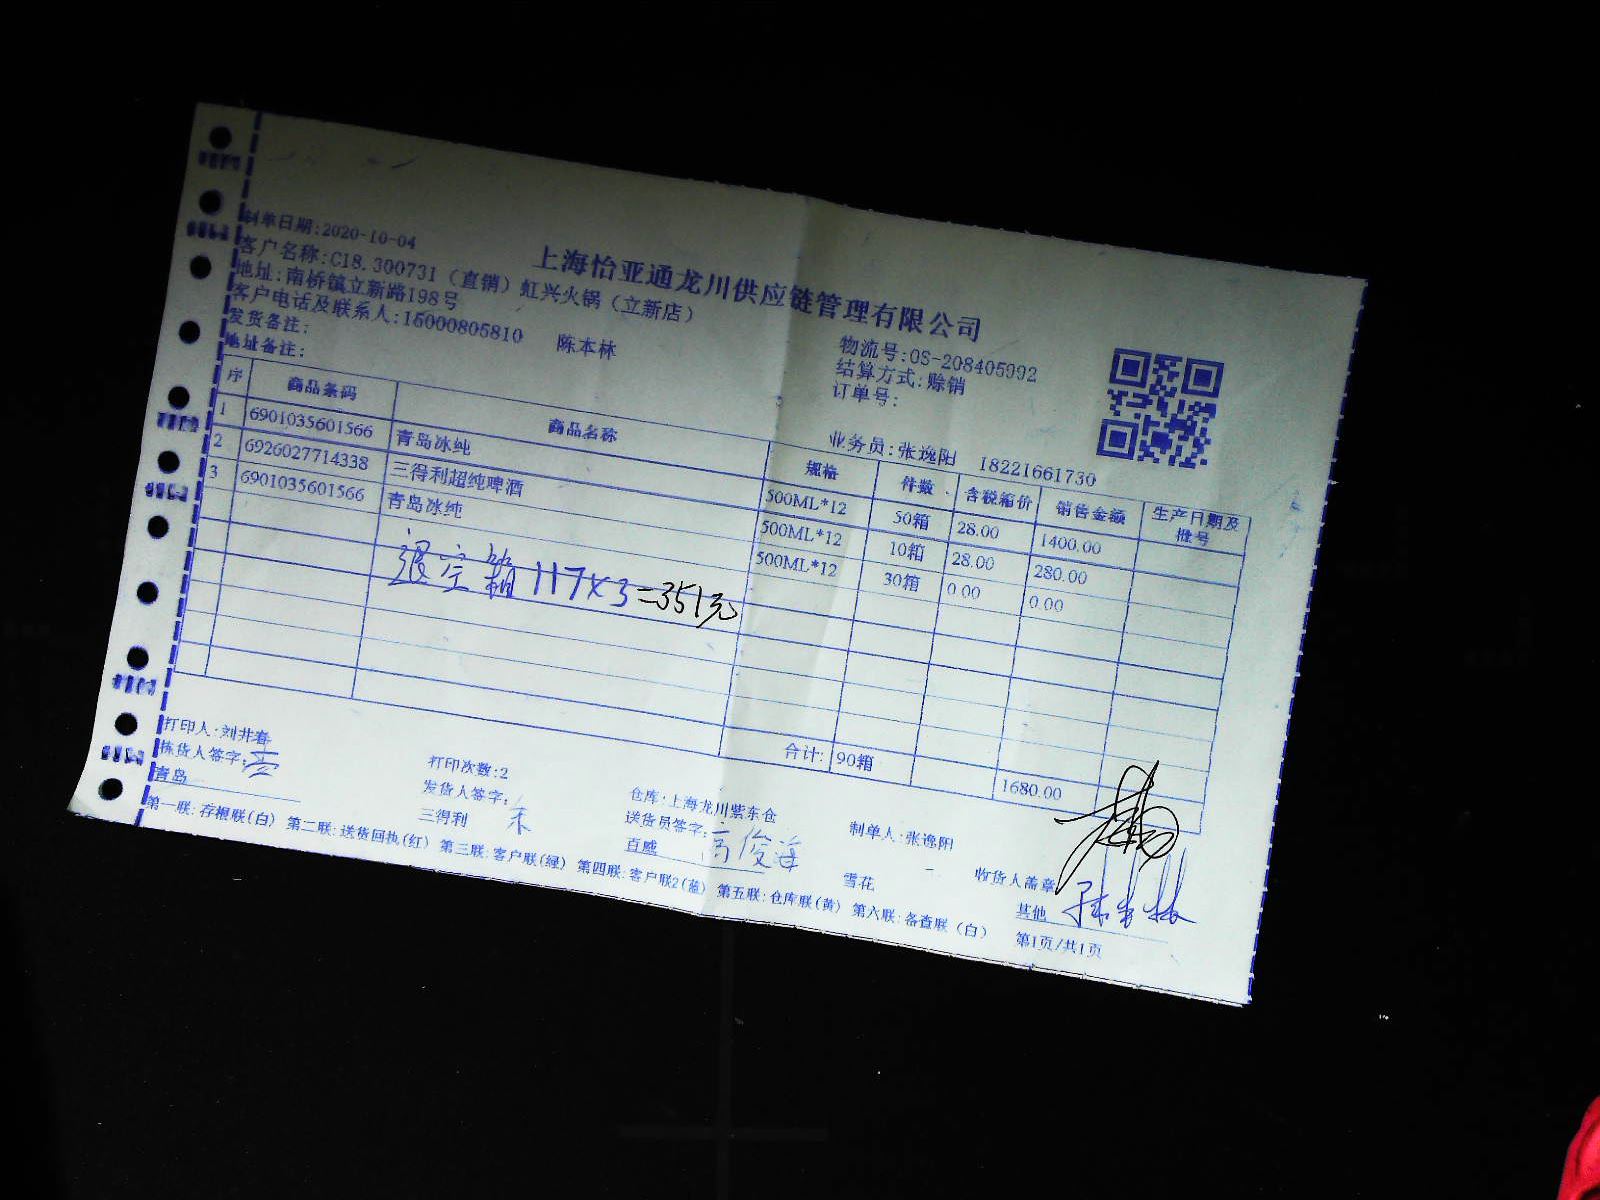 上海怡亚通龙川供应链管理有限公司
制单日期:2020-10-04
客户名称:C18.300731（直销）虹兴火锅（立新店）
地址:南桥镇立新路198号
客户电话及联系人:15000805810 陈本林
发货备注:
地址备注:
物流号:OS-208405992
结算方式:赊销
订单号:
业务员:张逸阳 18221661730
序 商品条码 商品名称 规格 件数 含税箱价 销售金额 生产日期及批号
1 6901035601566 青岛冰纯 500ML*12 50箱 28.00 1400.00
2 6926027714338 三得利超纯啤酒 500ML*12 10箱 28.00 280.00
3 6901035601566 青岛冰纯 500ML*12 30箱 0.00 0.00
退空箱 117×3=351元
合计: 90箱 1680.00
打印人:刘井春 打印次数:2 仓库:上海龙川紫东仓 制单人:张逸阳
拣货人签字: 发货人签字: 朱 送货员签字: 高俊海 收货人盖章
青岛 三得利 百威 雪花 其他 陈本林
第一联:存根联(白) 第二联:送货回执(红) 第三联:客户联(绿) 第四联:客户联2(蓝) 第五联:仓库联(黄) 第六联:备查联（白）
第1页/共1页